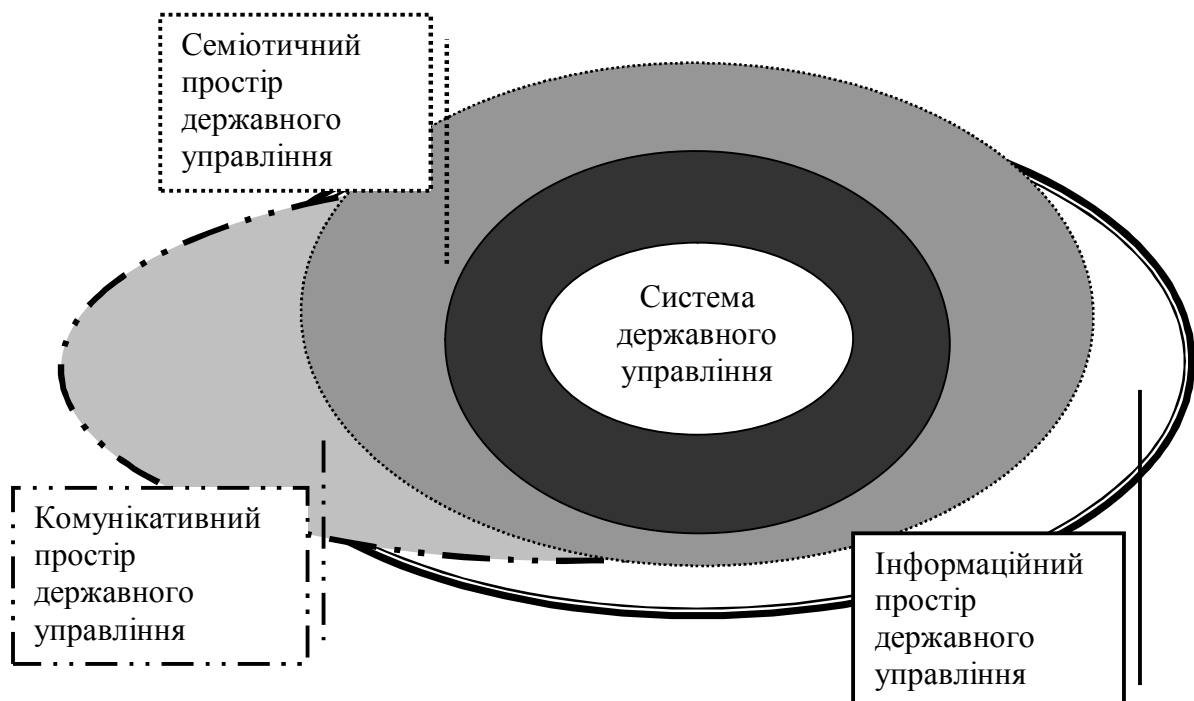 Семіотичний
простір
державного
управління
Система
державного
управління
Комунікативний
простір
державного
управління
Інформаційний
простір
державного
управління